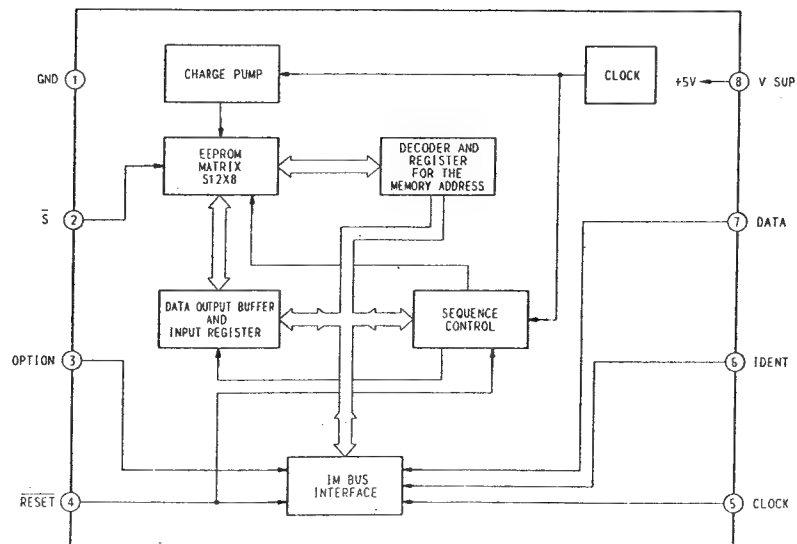 GND 1
CHARGE PUMP
CLOCK
+5V
8 V SUP
EEPROM
MATRIX
512X8
DECODER AND
REGISTER
FOR THE
MEMORY ADDRESS
S̅ 2
7 DATA
DATA OUTPUT BUFFER
AND
INPUT REGISTER
SEQUENCE
CONTROL
OPTION 3
6 IDENT
IM BUS
INTERFACE
R̅E̅S̅E̅T̅ 4
5 CLOCK